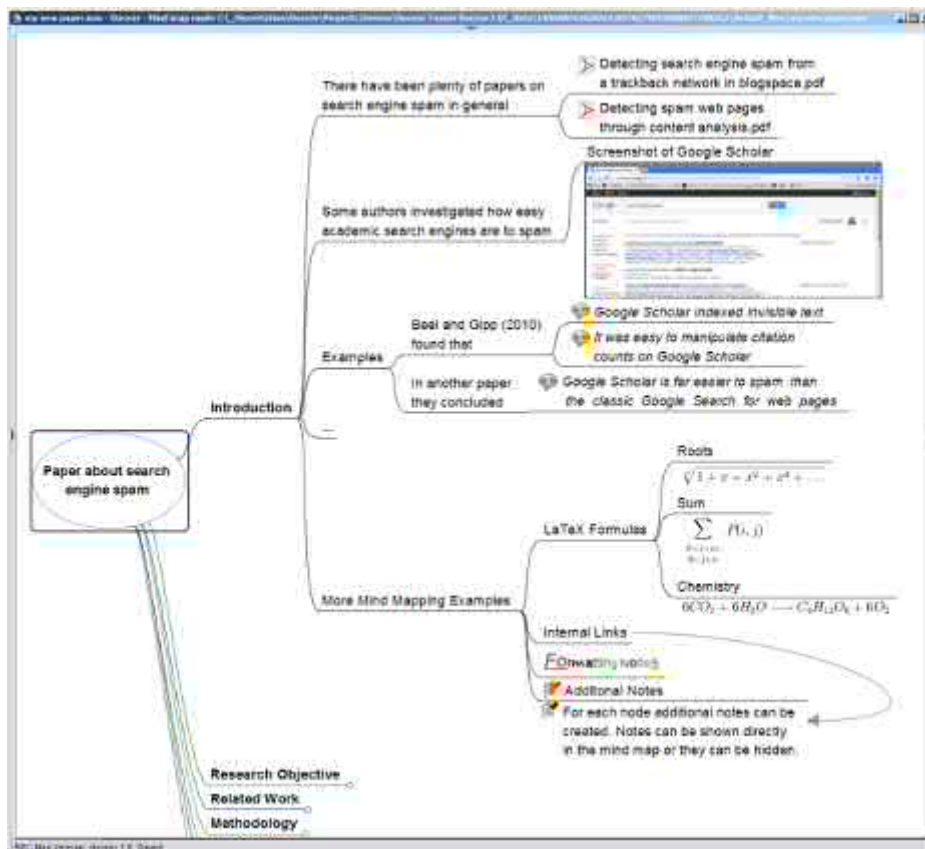 There have been plenty of papers on
search engine spam in general
Detecting search engine spam from
a trackback network in blogspace.pdf
Detecting spam web pages
through content analysis.pdf
Screenshot of Google Scholar
Some authors investigated how easy
academic search engines are to spam
Examples
Beel and Gipp (2010)
found that
Google Scholar indexed invisible text
It was easy to manipulate citation
counts on Google Scholar
In another paper
they concluded
Google Scholar is far easier to spam than
the classic Google Search for web pages
Introduction
...
Paper about search
engine spam
More Mind Mapping Examples
LaTeX Formulas
Roots
Sum
Chemistry
6CO₂ + 6H₂O ⟶ C₆H₁₂O₆ + 6O₂
Internal Links
Formatting Notes
Additional Notes
For each node additional notes can be
created. Notes can be shown directly
in the mind map or they can be hidden.
Research Objective
Related Work
Methodology